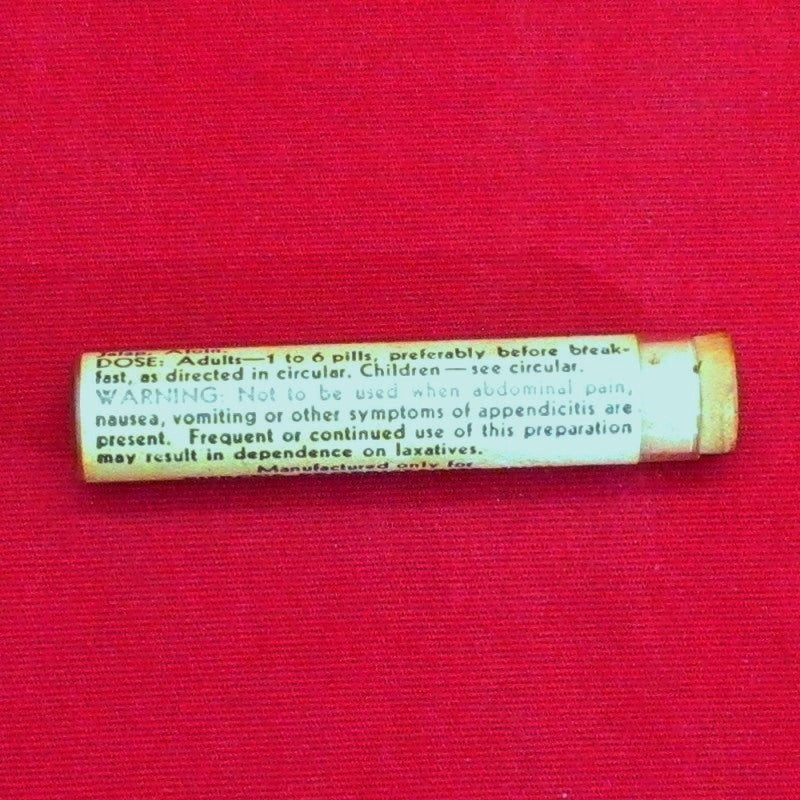 Jalap, Aloin.
DOSE: Adults—1 to 6 pills, preferably before break-
fast, as directed in circular. Children — see circular.
WARNING: Not to be used when abdominal pain,
nausea, vomiting or other symptoms of appendicitis are
present. Frequent or continued use of this preparation
may result in dependence on laxatives.
Manufactured only for